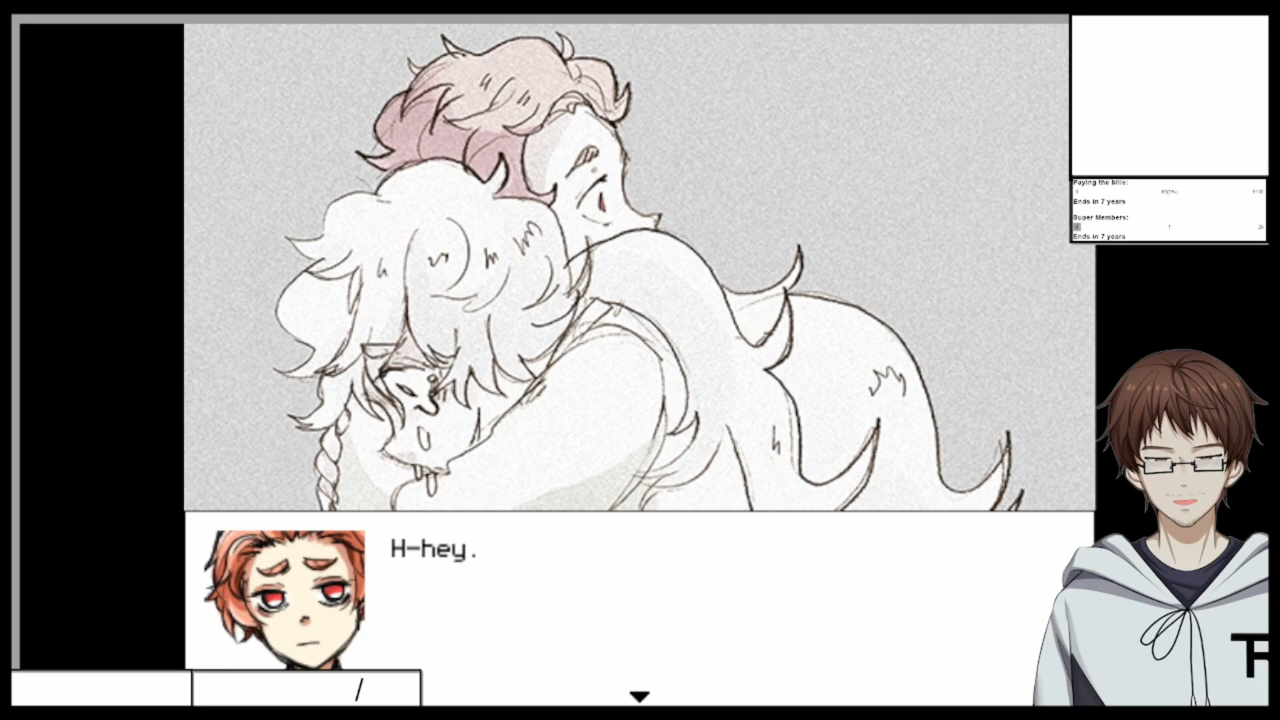 Paying the bills:
Ends in 7 years
Super Members:
Ends in 7 years
H-hey.
/